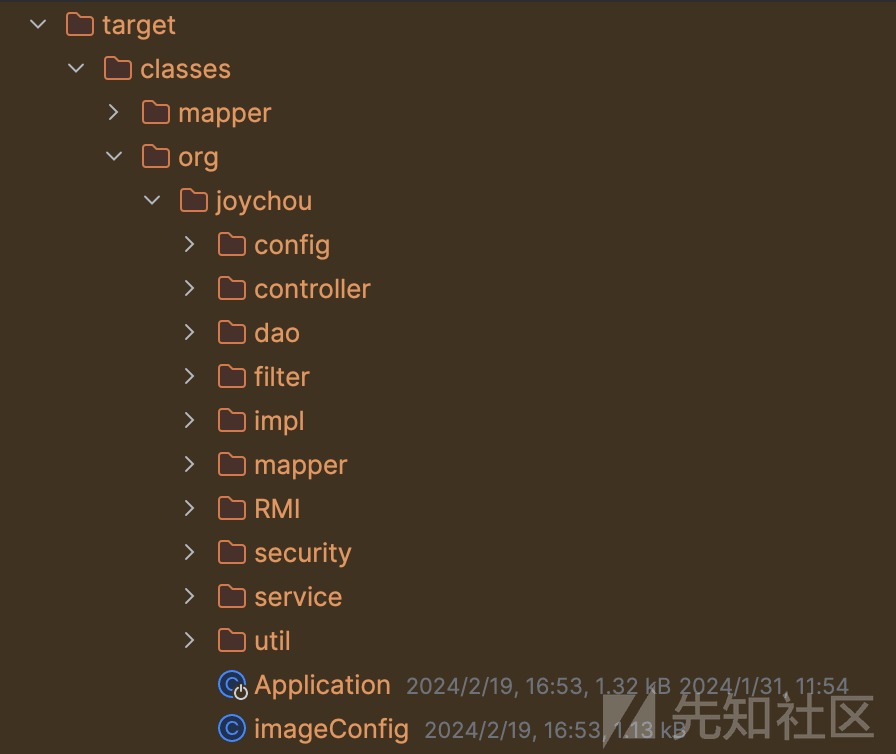 target
classes
mapper
org
joychou
config
controller
dao
filter
impl
mapper
RMI
security
service
util
Application 2024/2/19, 16:53, 1.32 kB 2024/1/31, 11:54
imageConfig 2024/2/19, 16:53, 1.13 kB
先知社区